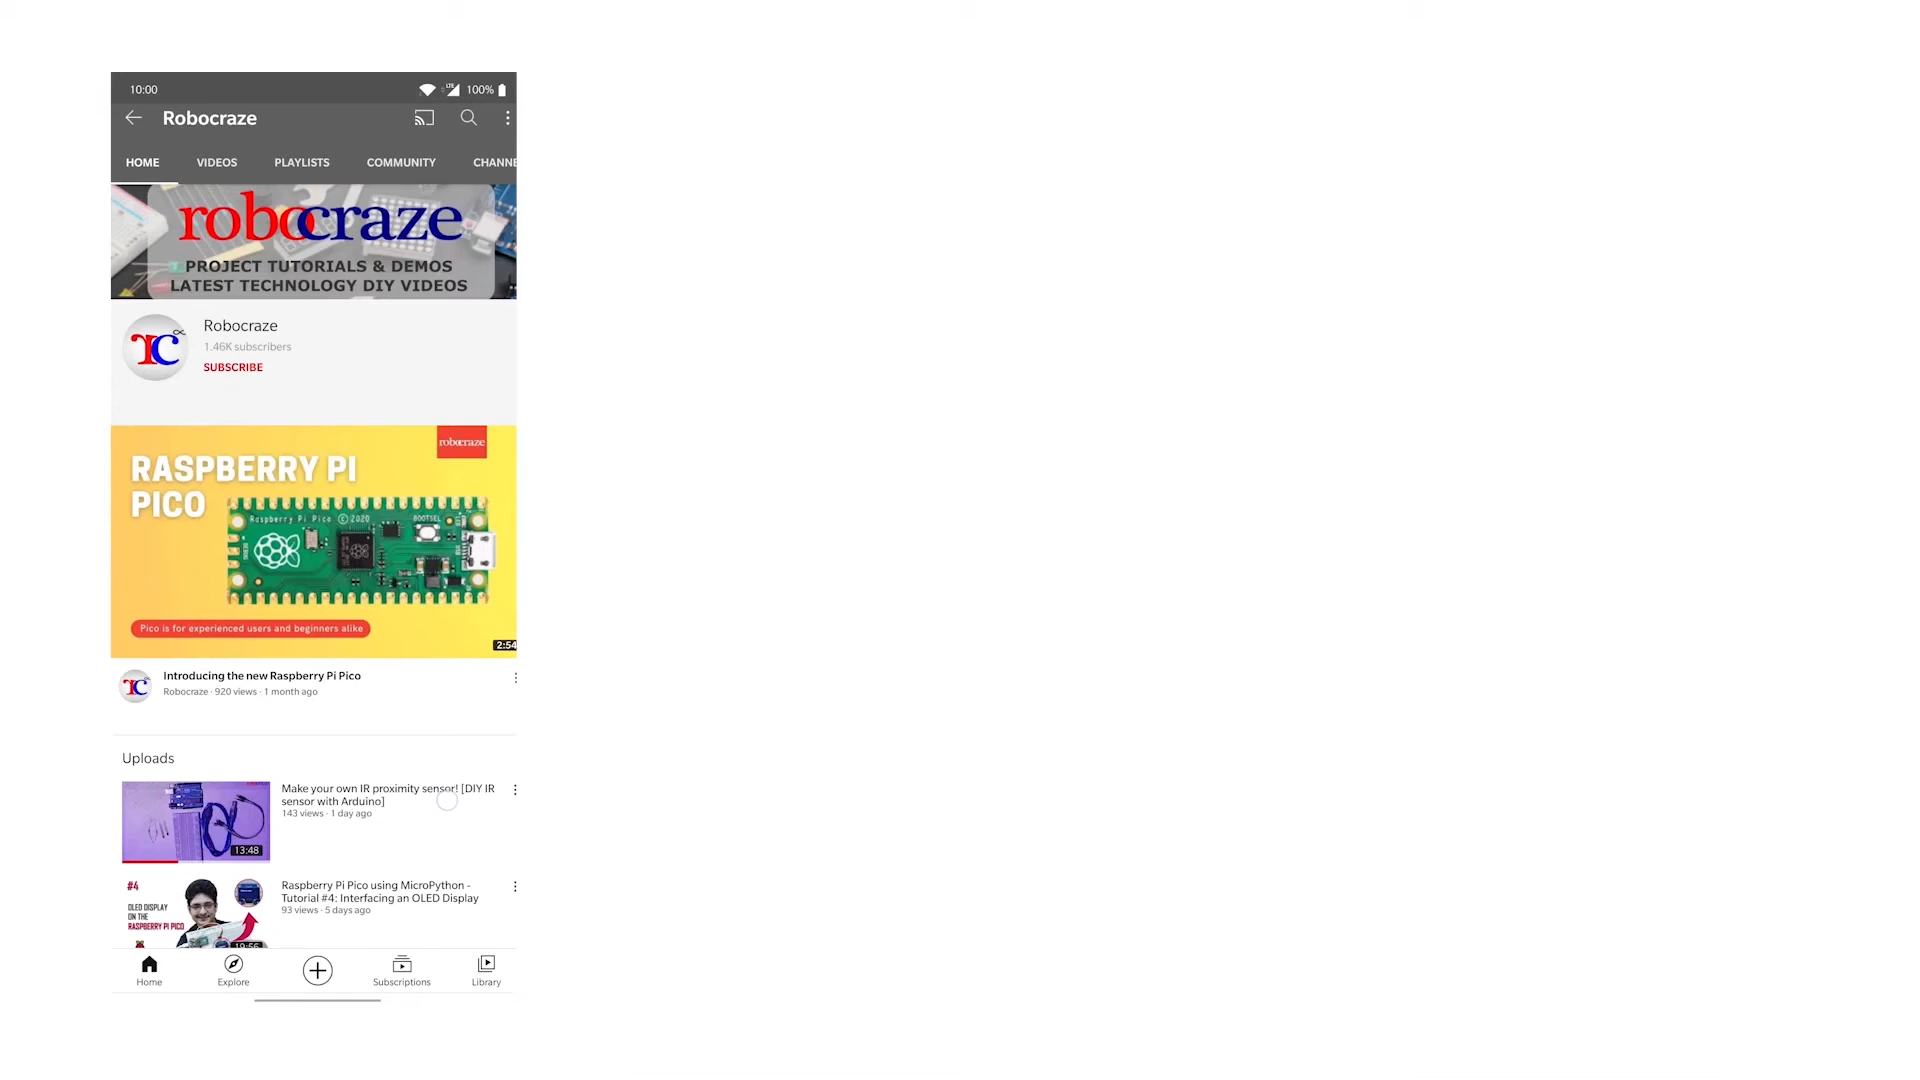 10:00
LTE
100%
Robocraze
HOME VIDEOS PLAYLISTS COMMUNITY CHANNE
robocraze
PROJECT TUTORIALS & DEMOS
LATEST TECHNOLOGY DIY VIDEOS
rc
Robocraze
1.46K subscribers
SUBSCRIBE
robocraze
RASPBERRY PI
PICO
Raspberry Pi Pico ©2020
BOOTSEL
Pico is for experienced users and beginners alike
2:54
rc
Introducing the new Raspberry Pi Pico
Robocraze · 920 views · 1 month ago
Uploads
Make your own IR proximity sensor! [DIY IR
sensor with Arduino]
143 views · 1 day ago
13:48
#4
OLED DISPLAY
ON THE
RASPBERRY PI PICO
19:56
Raspberry Pi Pico using MicroPython -
Tutorial #4: Interfacing an OLED Display
93 views · 5 days ago
Home Explore Subscriptions Library